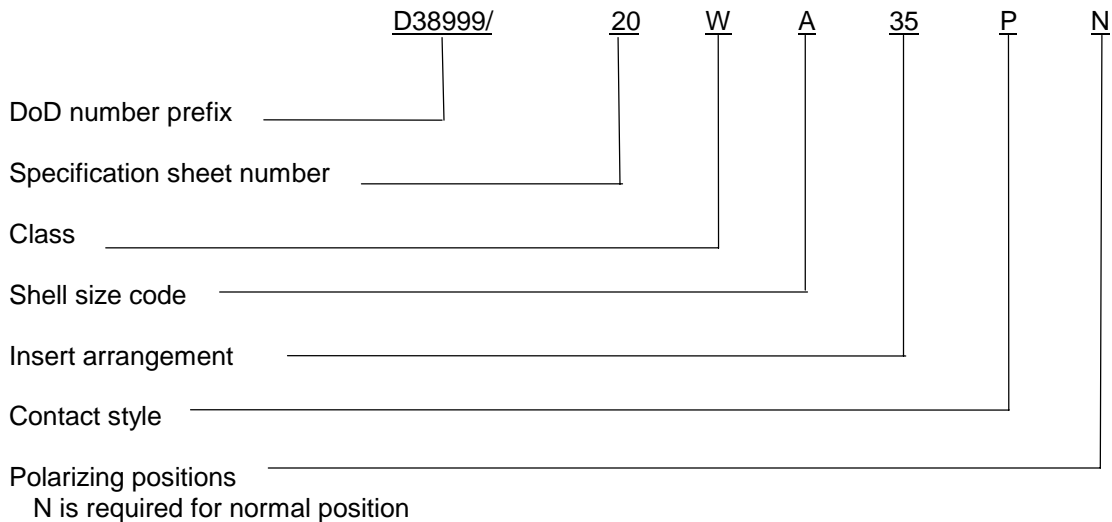 D38999/ 20 W A 35 P N
DoD number prefix
Specification sheet number
Class
Shell size code
Insert arrangement
Contact style
Polarizing positions
N is required for normal position